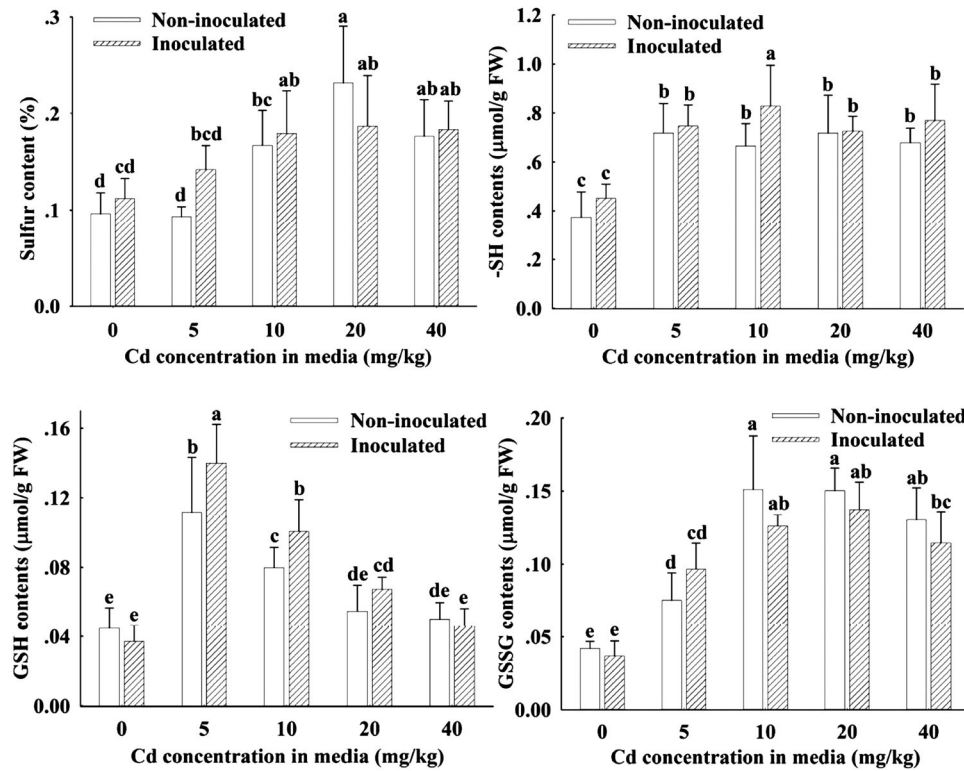 Sulfur content (%)
.3
.2
.1
0.0
Non-inoculated
Inoculated
d cd d bcd bc ab a ab ab ab
0 5 10 20 40
Cd concentration in media (mg/kg)
-SH contents (μmol/g FW)
1.2
1.0
.8
.6
.4
.2
0.0
Non-inoculated
Inoculated
c c b b b a b b b b
0 5 10 20 40
Cd concentration in media (mg/kg)
GSH contents (μmol/g FW)
.16
.12
.08
.04
0.00
Non-inoculated
Inoculated
e e b a c b de cd de e
0 5 10 20 40
Cd concentration in media (mg/kg)
GSSG contents (μmol/g FW)
.20
.15
.10
.05
0.00
Non-inoculated
Inoculated
e e d cd a ab a ab ab bc
0 5 10 20 40
Cd concentration in media (mg/kg)